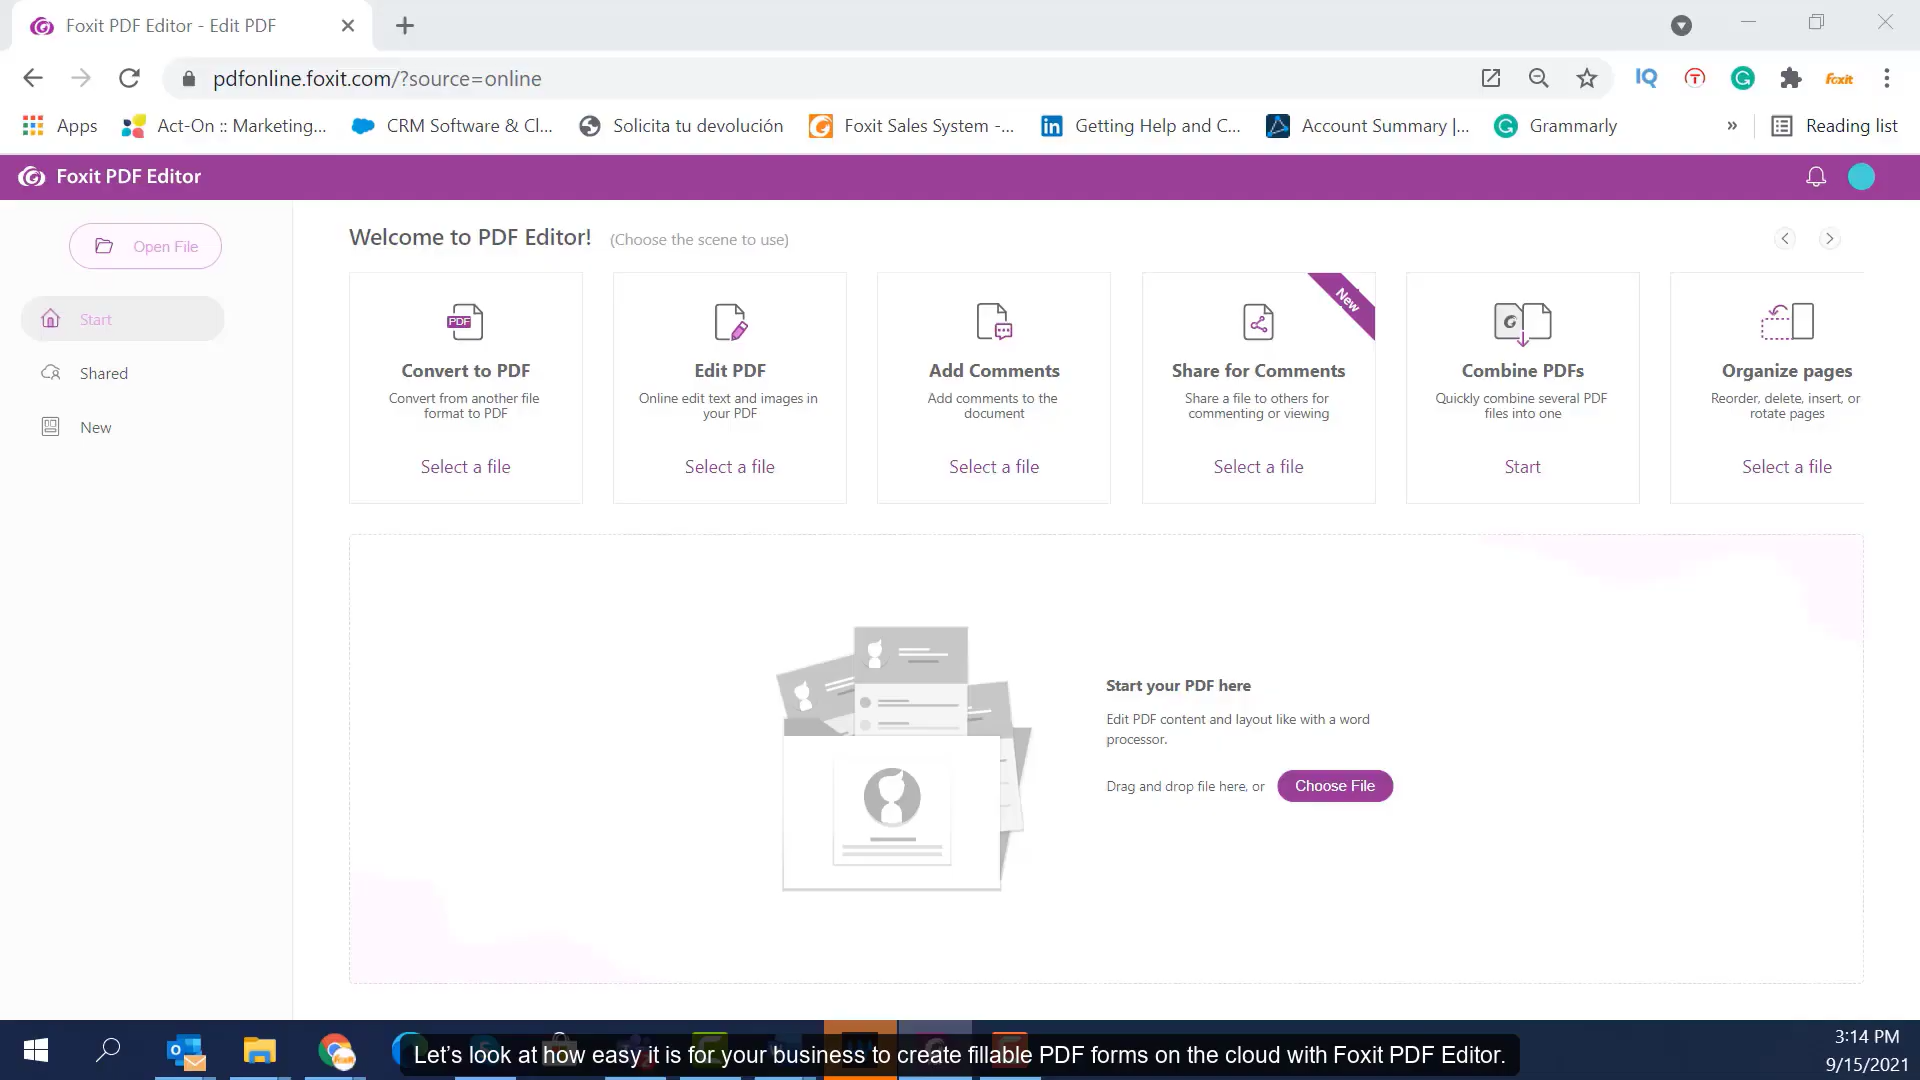 Foxit PDF Editor - Edit PDF
pdfonline.foxit.com/?source=online
IQ
foxit
Apps
Act-On :: Marketing...
CRM Software & Cl...
Solicita tu devolución
Foxit Sales System -...
Getting Help and C...
Account Summary |...
Grammarly
»
Reading list
Foxit PDF Editor
Open File
Start
Shared
New
Welcome to PDF Editor! (Choose the scene to use)
PDF
Convert to PDF
Convert from another file
format to PDF
Select a file
Edit PDF
Online edit text and images in
your PDF
Select a file
Add Comments
Add comments to the
document
Select a file
New
Share for Comments
Share a file to others for
commenting or viewing
Select a file
Combine PDFs
Quickly combine several PDF
files into one
Start
Organize pages
Reorder, delete, insert, or
rotate pages
Select a file
Start your PDF here
Edit PDF content and layout like with a word
processor.
Drag and drop file here, or Choose File
Let's look at how easy it is for your business to create fillable PDF forms on the cloud with Foxit PDF Editor.
3:14 PM
9/15/2021